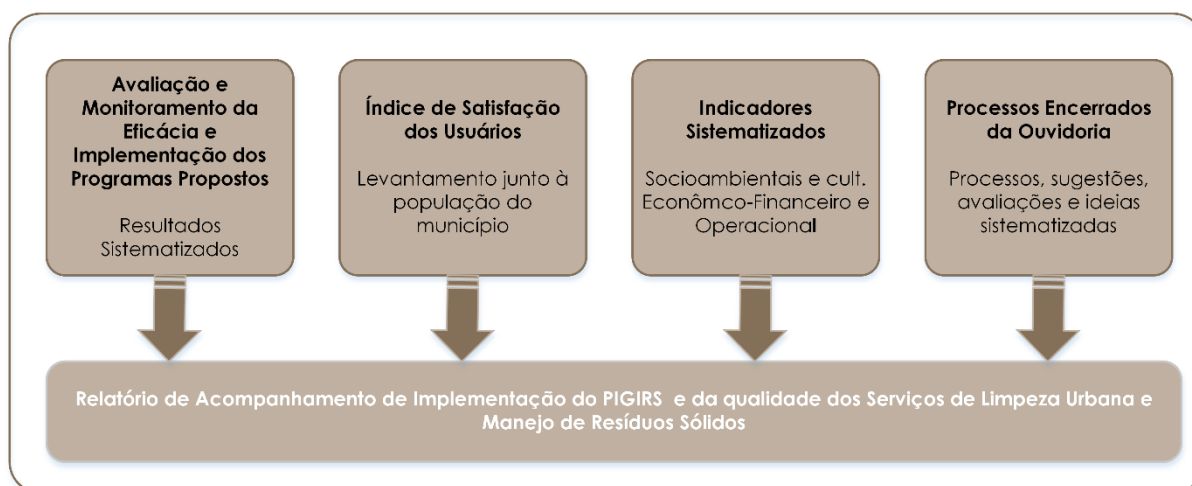 Avaliação e
Monitoramento da
Eficácia e
Implementação dos
Programas Propostos
Resultados
Sistematizados
Índice de Satisfação
dos Usuários
Levantamento junto à
população do
município
Indicadores
Sistematizados
Socioambientais e cult.
Econômco-Financeiro e
Operacional
Processos Encerrados
da Ouvidoria
Processos, sugestões,
avaliações e ideias
sistematizadas
Relatório de Acompanhamento de Implementação do PIGIRS e da qualidade dos Serviços de Limpeza Urbana e
Manejo de Resíduos Sólidos